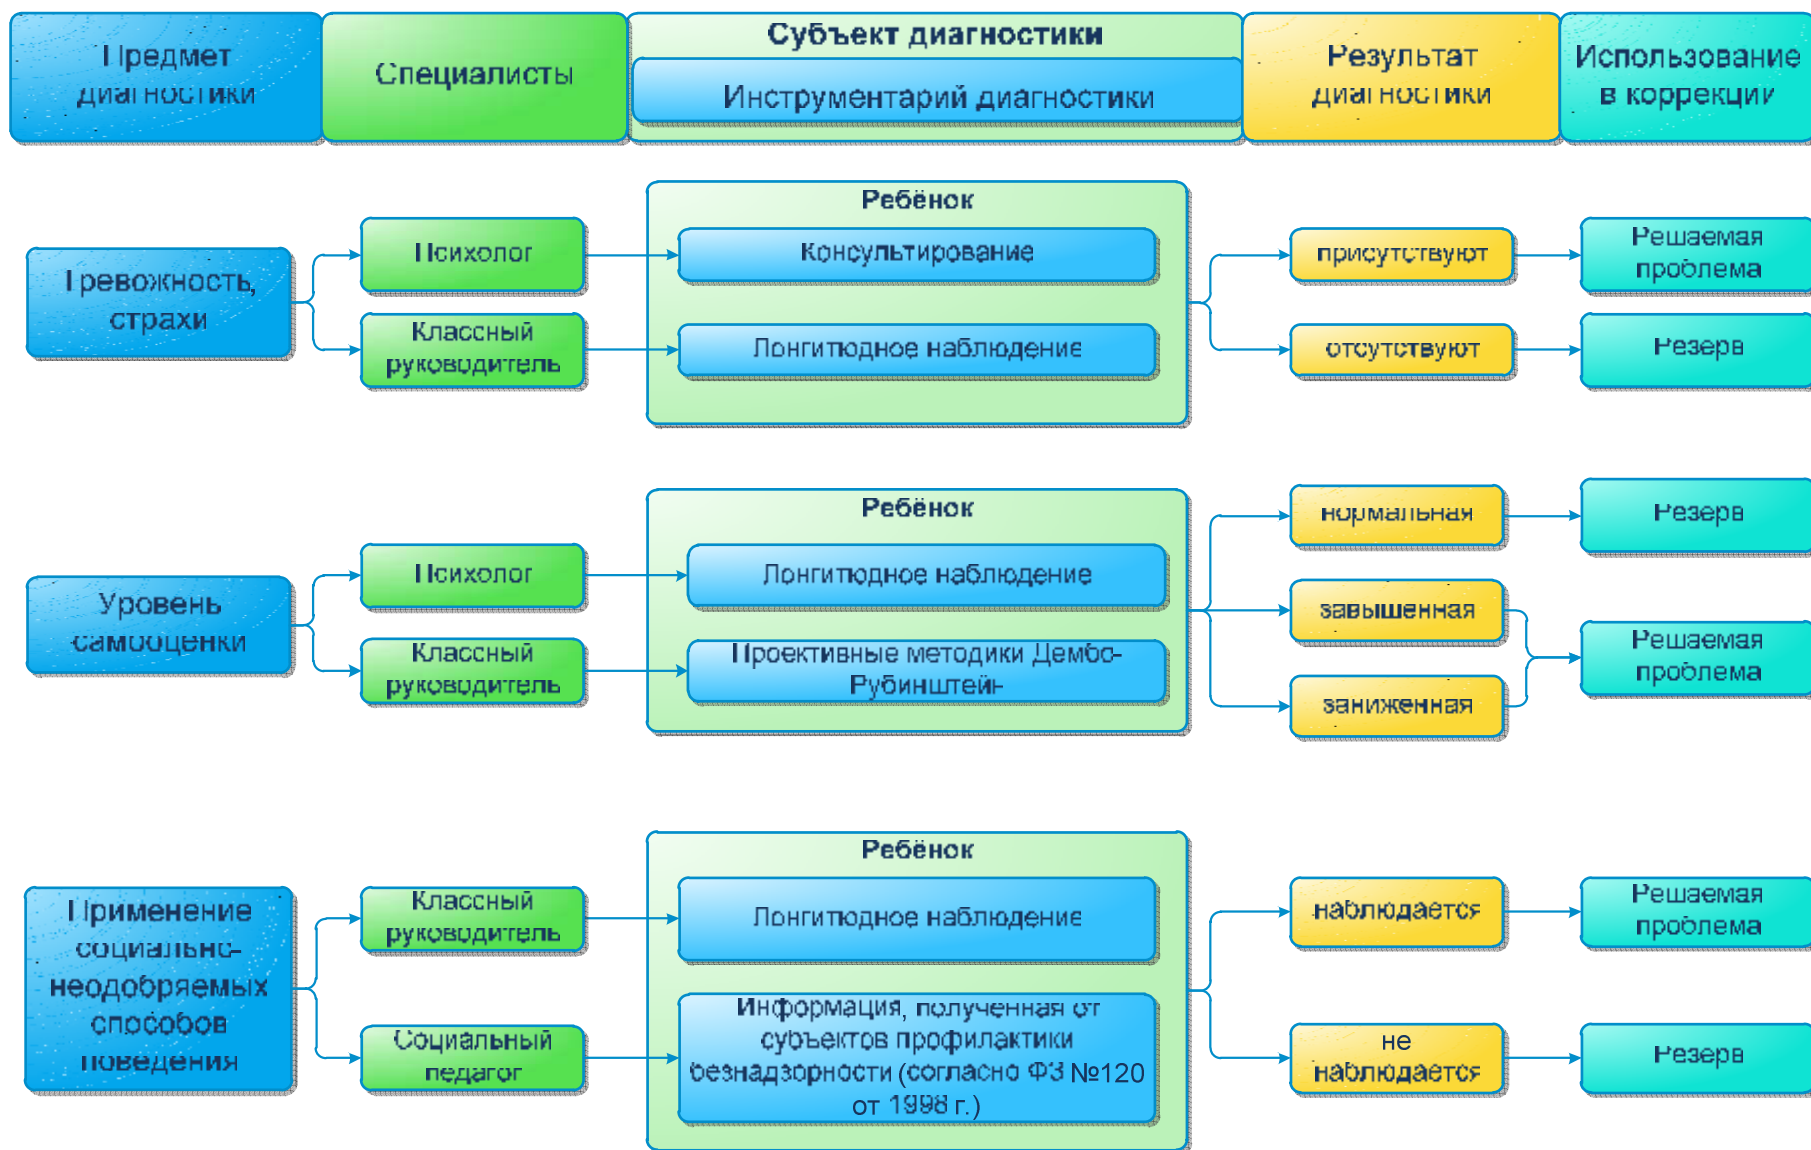 Предмет
диагностики
Специалисты
Субъект диагностики
Инструментарий диагностики
Результат
диагностики
Использование
в коррекции
Тревожность,
страхи
Психолог
Классный
руководитель
Ребёнок
Консультирование
Лонгитюдное наблюдение
присутствуют
отсутствуют
Решаемая
проблема
Резерв
Уровень
самооценки
Психолог
Классный
руководитель
Ребёнок
Лонгитюдное наблюдение
Проективные методики Дембо-
Рубинштейн
нормальная
завышенная
заниженная
Резерв
Решаемая
проблема
Применение
социально-
неодобряемых
способов
поведения
Классный
руководитель
Социальный
педагог
Ребёнок
Лонгитюдное наблюдение
Информация, полученная от
субъектов профилактики
безнадзорности (согласно ФЗ №120
от 1998 г.)
наблюдается
не
наблюдается
Решаемая
проблема
Резерв